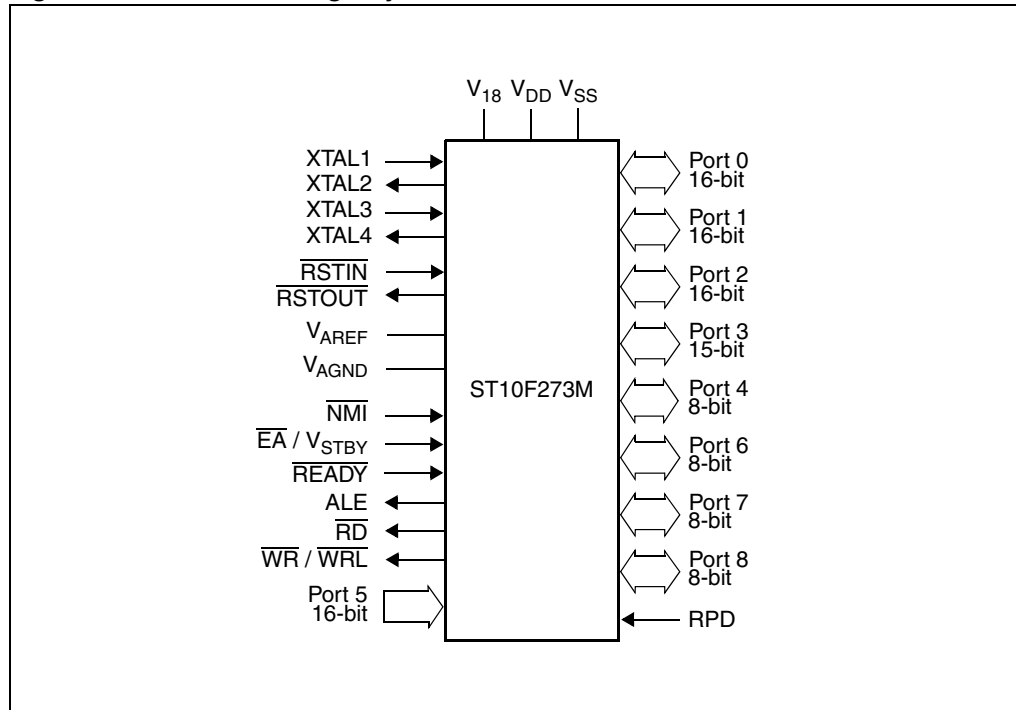 V18 VDD VSS
XTAL1
XTAL2
XTAL3
XTAL4
RSTIN
RSTOUT
VAREF
VAGND
NMI
EA / VSTBY
READY
ALE
RD
WR / WRL
Port 5
16-bit
ST10F273M
Port 0
16-bit
Port 1
16-bit
Port 2
16-bit
Port 3
15-bit
Port 4
8-bit
Port 6
8-bit
Port 7
8-bit
Port 8
8-bit
RPD